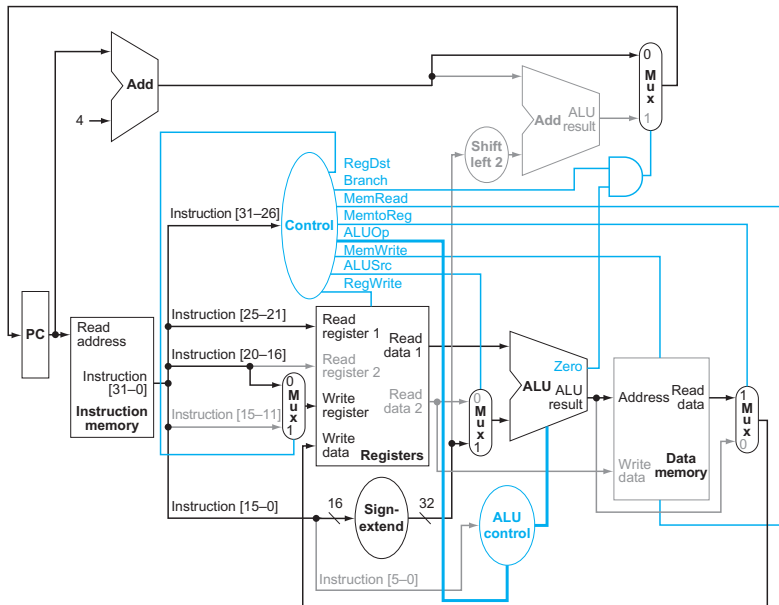 0
M
u
x
1
Add
4
Add
ALU
result
Shift
left 2
RegDst
Branch
MemRead
MemtoReg
ALUOp
MemWrite
ALUSrc
RegWrite
Control
Instruction [31–26]
Instruction [25–21]
Instruction [20–16]
Instruction [15–11]
Instruction [15–0]
Instruction [5–0]
PC
Read
address
Instruction
[31–0]
Instruction
memory
0
M
u
x
1
Read
register 1
Read
register 2
Write
register
Write
data
Read
data 1
Read
data 2
Registers
0
M
u
x
1
Zero
ALU
ALU
result
Address
Read
data
Write
data
Data
memory
1
M
u
x
0
16
Sign-
extend
32
ALU
control